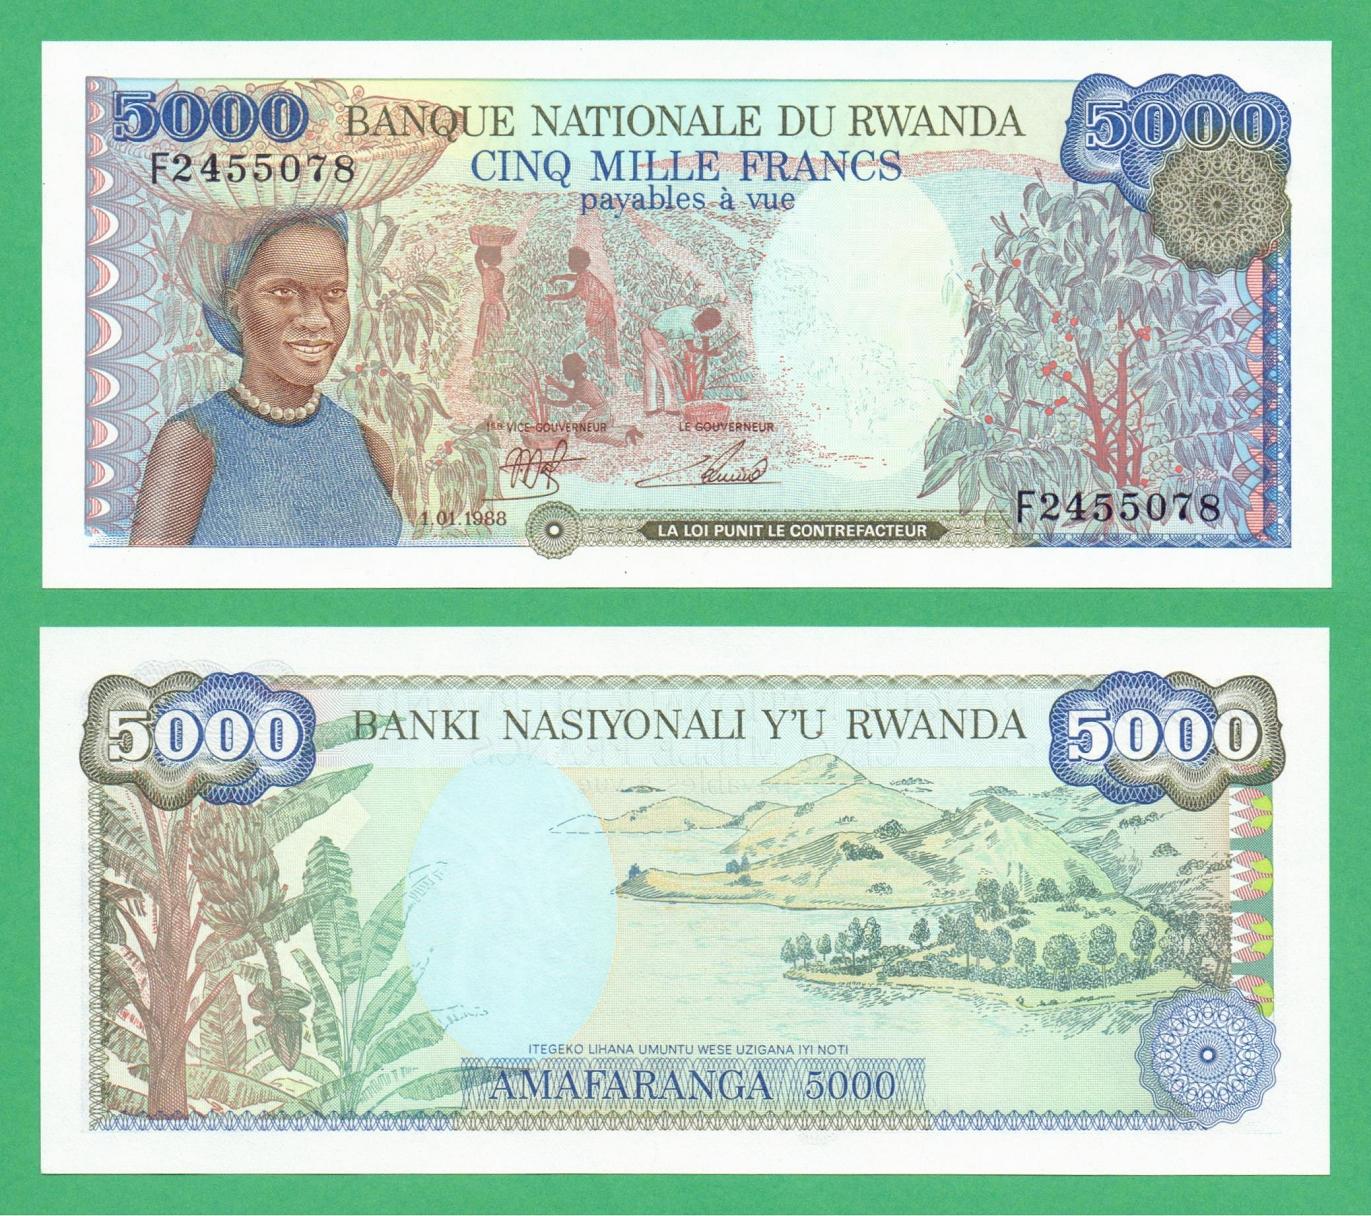 5000
BANQUE NATIONALE DU RWANDA
5000
F2455078
CINQ MILLE FRANCS
payables à vue
1ER VICE-GOUVERNEUR
LE GOUVERNEUR
1.01.1988
LA LOI PUNIT LE CONTREFACTEUR
F2455078
5000
BANKI NASIYONALI Y'U RWANDA
5000
ITEGEKO LIHANA UMUNTU WESE UZIGANA IYI NOTI
AMAFARANGA 5000